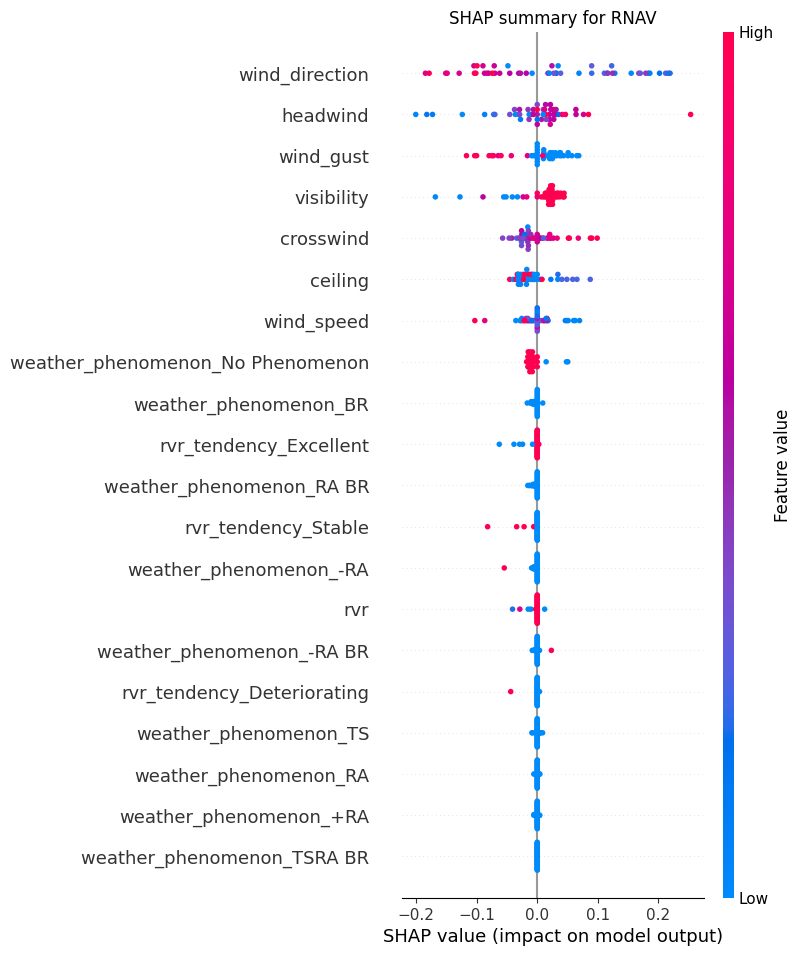 SHAP summary for RNAV
High
wind_direction
headwind
wind_gust
visibility
crosswind
ceiling
wind_speed
weather_phenomenon_No Phenomenon
weather_phenomenon_BR
rvr_tendency_Excellent
weather_phenomenon_RA BR
rvr_tendency_Stable
weather_phenomenon_-RA
rvr
weather_phenomenon_-RA BR
rvr_tendency_Deteriorating
weather_phenomenon_TS
weather_phenomenon_RA
weather_phenomenon_+RA
weather_phenomenon_TSRA BR
Feature value
Low
−0.2 −0.1 0.0 0.1 0.2
SHAP value (impact on model output)